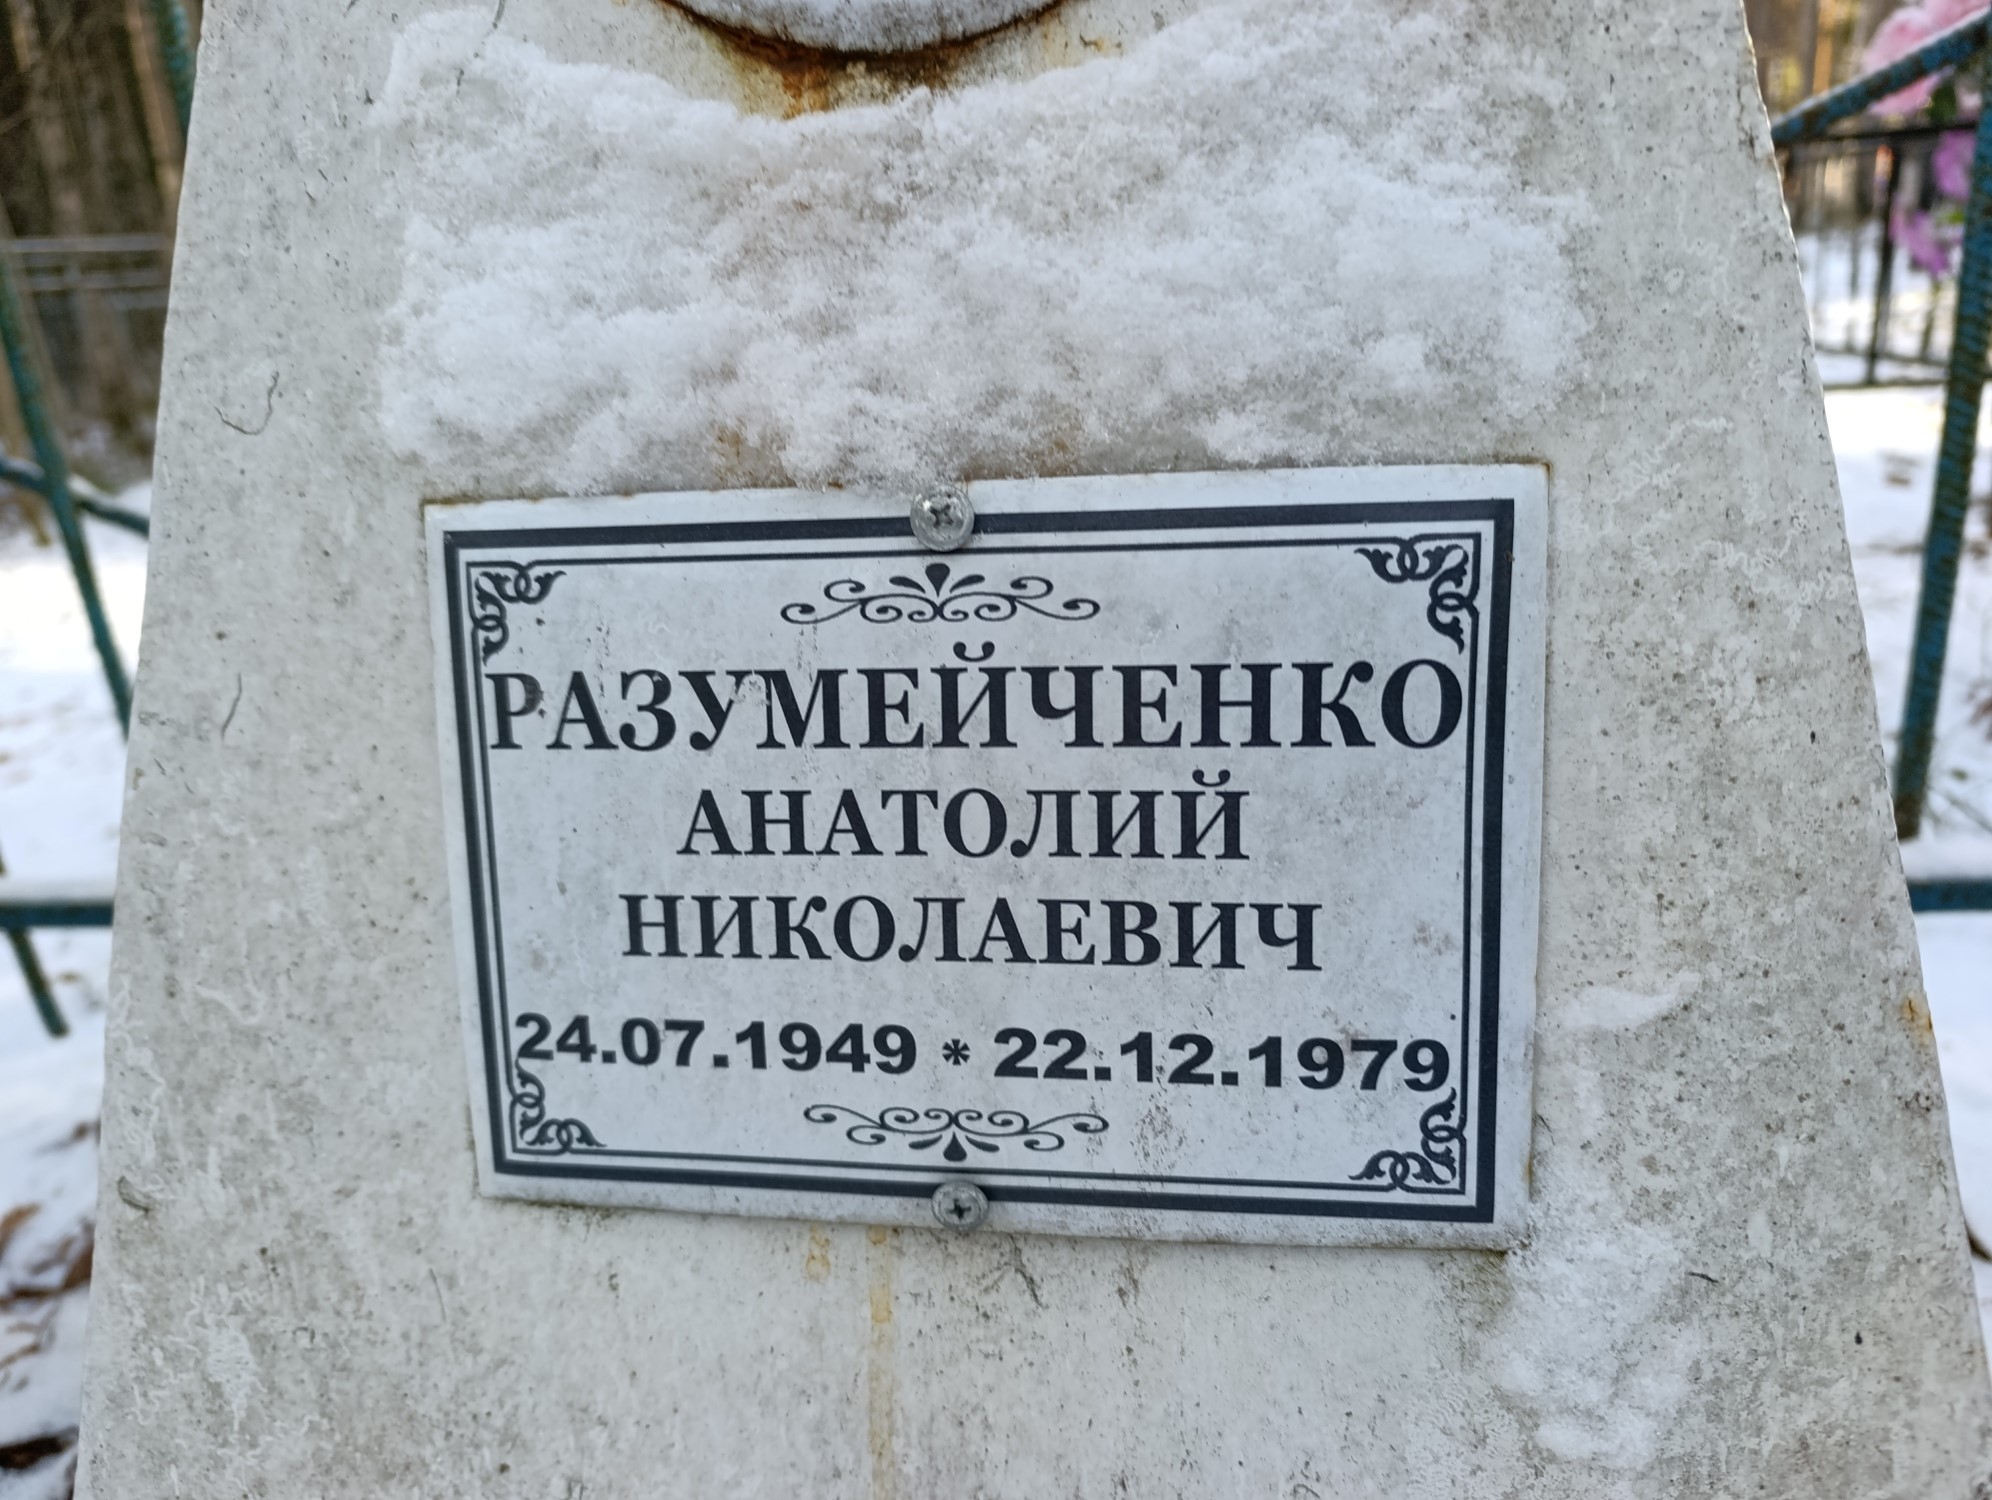 РАЗУМЕЙЧЕНКО
АНАТОЛИЙ
НИКОЛАЕВИЧ
24.07.1949 * 22.12.1979